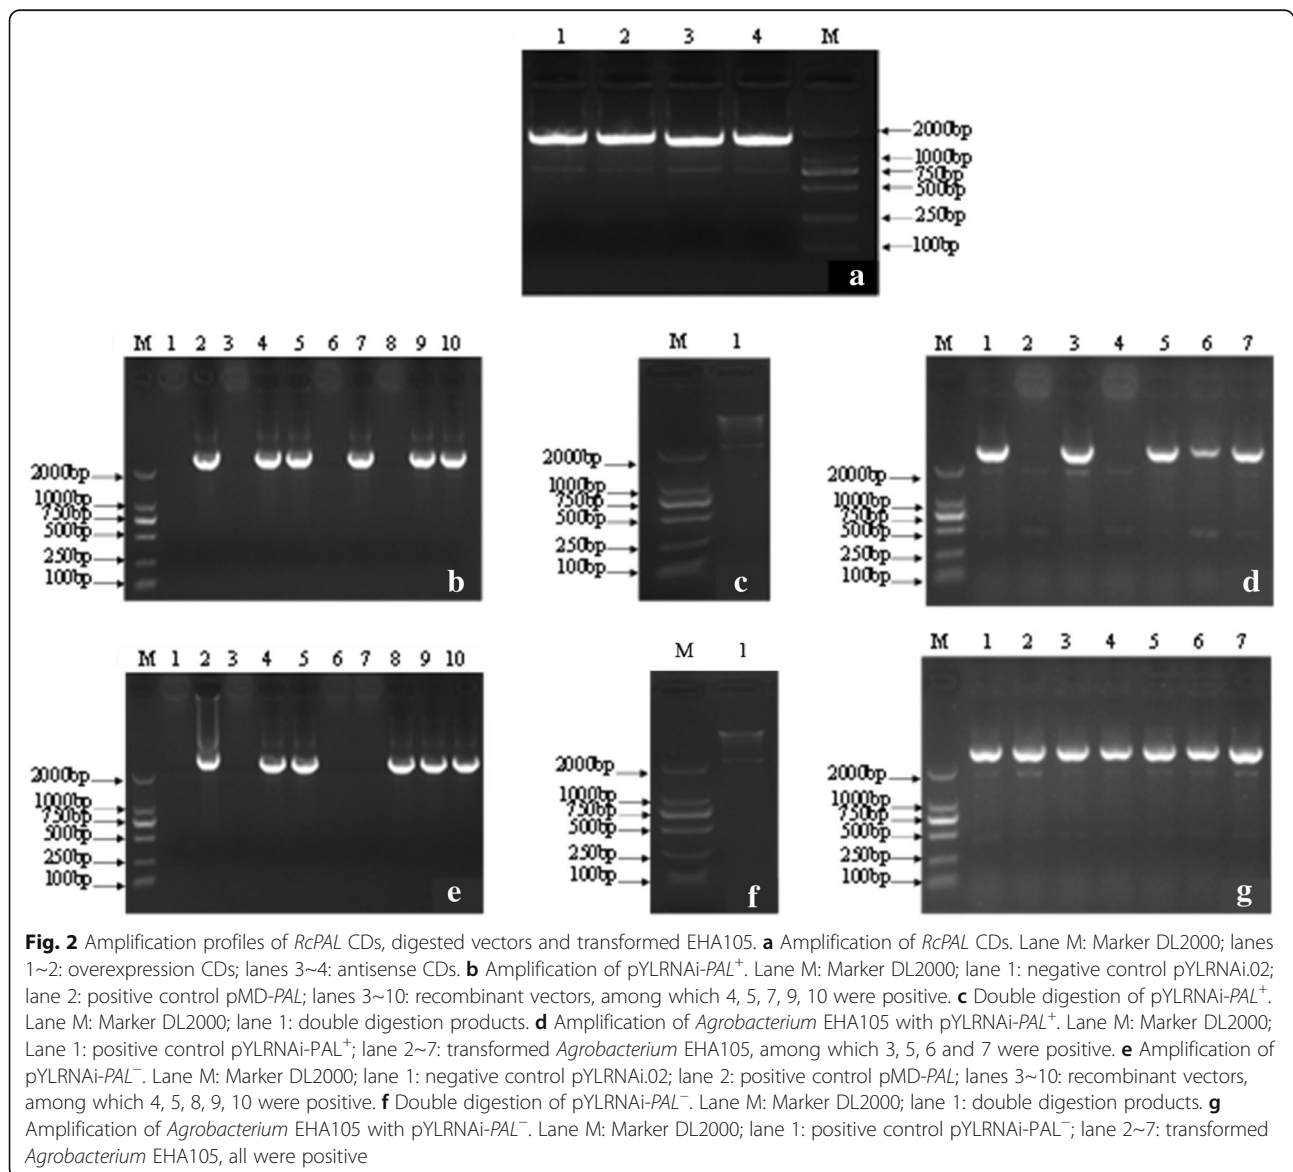 1 2 3 4 M
2000bp
1000bp
750bp
500bp
250bp
100bp
a
M 1 2 3 4 5 6 7 8 9 10
2000bp
1000bp
750bp
500bp
250bp
100bp
b
M 1
2000bp
1000bp
750bp
500bp
250bp
100bp
c
M 1 2 3 4 5 6 7
2000bp
1000bp
750bp
500bp
250bp
100bp
d
M 1 2 3 4 5 6 7 8 9 10
2000bp
1000bp
750bp
500bp
250bp
100bp
e
M 1
2000bp
1000bp
750bp
500bp
250bp
100bp
f
M 1 2 3 4 5 6 7
2000bp
1000bp
750bp
500bp
250bp
100bp
g
Fig. 2 Amplification profiles of RcPAL CDs, digested vectors and transformed EHA105. a Amplification of RcPAL CDs. Lane M: Marker DL2000; lanes
1~2: overexpression CDs; lanes 3~4: antisense CDs. b Amplification of pYLRNAi-PAL⁺. Lane M: Marker DL2000; lane 1: negative control pYLRNAi.02;
lane 2: positive control pMD-PAL; lanes 3~10: recombinant vectors, among which 4, 5, 7, 9, 10 were positive. c Double digestion of pYLRNAi-PAL⁺.
Lane M: Marker DL2000; lane 1: double digestion products. d Amplification of Agrobacterium EHA105 with pYLRNAi-PAL⁺. Lane M: Marker DL2000;
Lane 1: positive control pYLRNAi-PAL⁺; lane 2~7: transformed Agrobacterium EHA105, among which 3, 5, 6 and 7 were positive. e Amplification of
pYLRNAi-PAL⁻. Lane M: Marker DL2000; lane 1: negative control pYLRNAi.02; lane 2: positive control pMD-PAL; lanes 3~10: recombinant vectors,
among which 4, 5, 8, 9, 10 were positive. f Double digestion of pYLRNAi-PAL⁻. Lane M: Marker DL2000; lane 1: double digestion products. g
Amplification of Agrobacterium EHA105 with pYLRNAi-PAL⁻. Lane M: Marker DL2000; lane 1: positive control pYLRNAi-PAL⁻; lane 2~7: transformed
Agrobacterium EHA105, all were positive